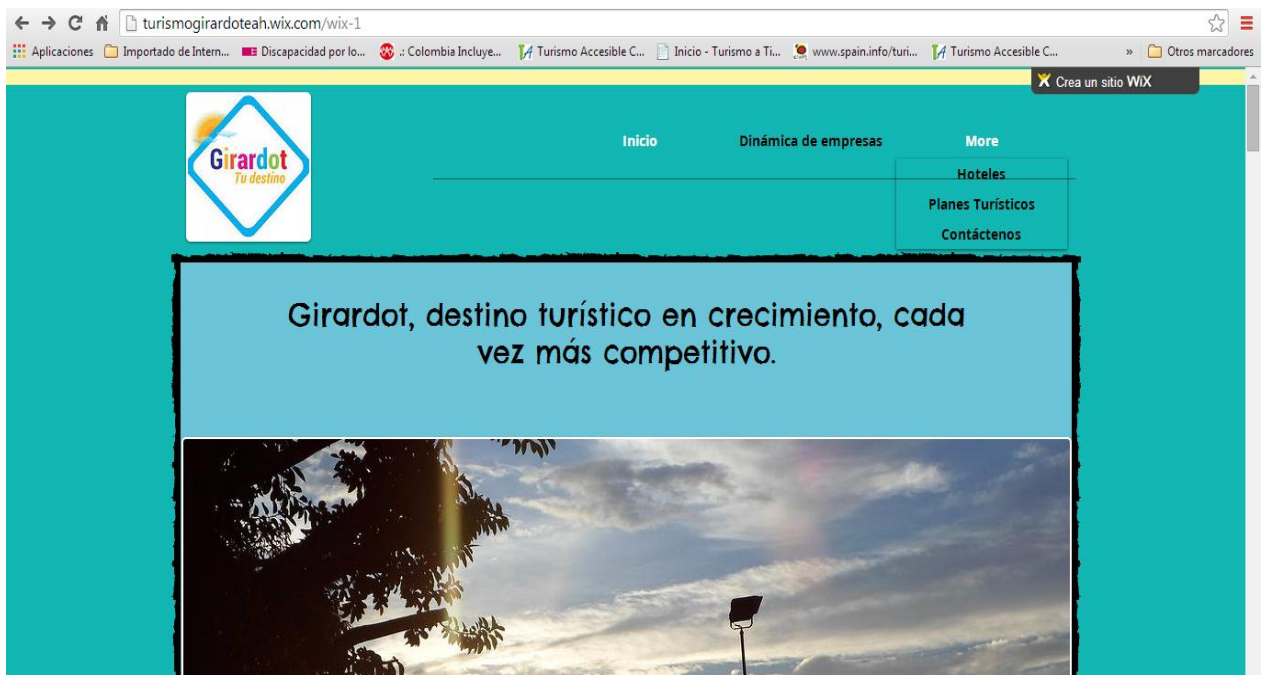 turismogirardoteah.wix.com/wix-1
Aplicaciones Importado de Intern... Discapacidad por lo... .: Colombia Incluye... Turismo Accesible C... Inicio - Turismo a Ti... www.spain.info/turi... Turismo Accesible C... » Otros marcadores
Crea un sitio WiX
Girardot
Tu destino
Inicio Dinámica de empresas More
Hoteles
Planes Turísticos
Contáctenos
Girardot, destino turístico en crecimiento, cada
vez más competitivo.